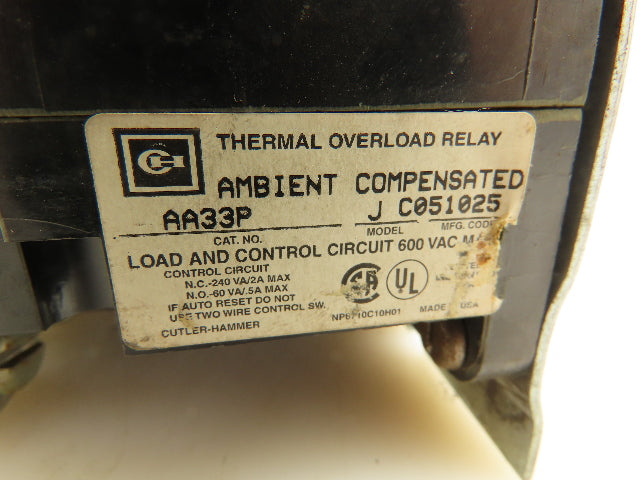 THERMAL OVERLOAD RELAY
AMBIENT COMPENSATED
AA33P J C051025
CAT. NO. MODEL MFG. CODE
LOAD AND CONTROL CIRCUIT 600 VAC
CONTROL CIRCUIT
N.C.-240 VA/2A MAX
N.O.-60 VA/.5A MAX
IF AUTO RESET DO NOT
USE TWO WIRE CONTROL SW.
CUTLER-HAMMER
UL
MADE USA